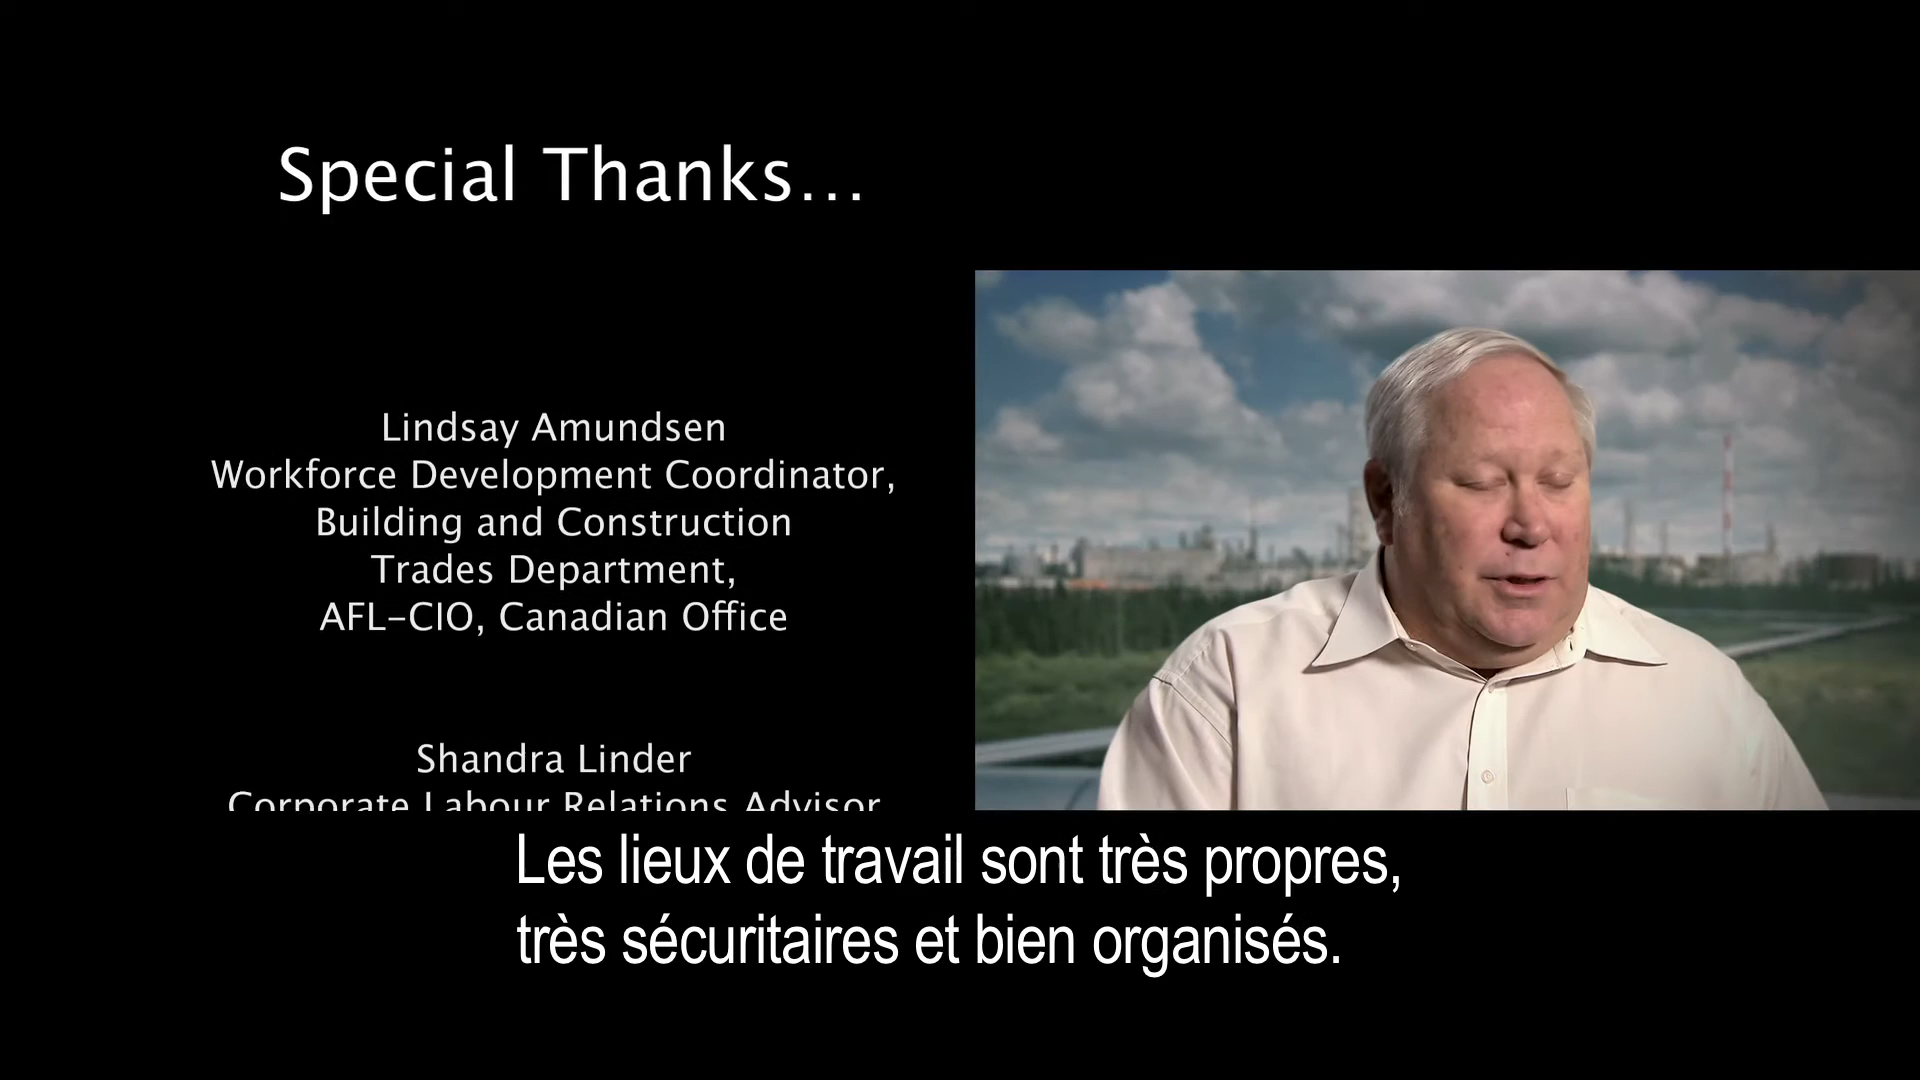 Special Thanks…
Lindsay Amundsen
Workforce Development Coordinator,
Building and Construction
Trades Department,
AFL–CIO, Canadian Office
Shandra Linder
Corporate Labour Relations Advisor
Les lieux de travail sont très propres,
très sécuritaires et bien organisés.